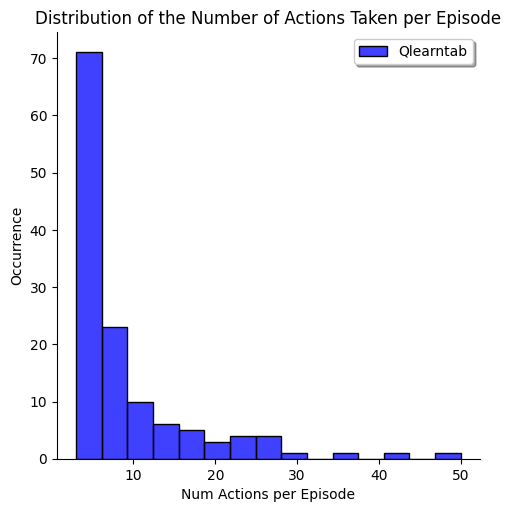 Distribution of the Number of Actions Taken per Episode
Qlearntab
70
60
50
40
30
20
10
0
Occurrence
10 20 30 40 50
Num Actions per Episode